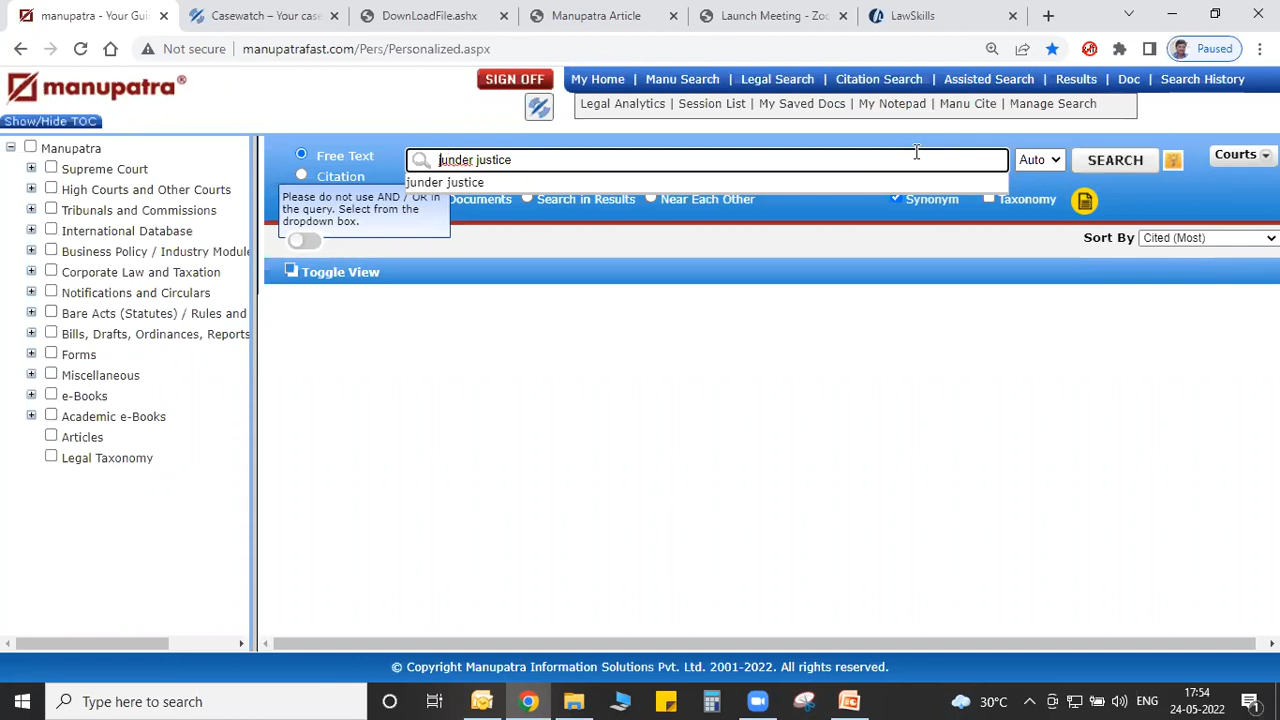 manupatra - Your Gui
Casewatch – Your case
DownLoadFile.ashx
Manupatra Article
Launch Meeting - Zoo
LawSkills
Not secure
manupatrafast.com/Pers/Personalized.aspx
Paused
manupatra®
SIGN OFF
My Home
Manu Search
Legal Search
Citation Search
Assisted Search
Results
Doc
Search History
Legal Analytics
Session List
My Saved Docs
My Notepad
Manu Cite
Manage Search
Show/Hide TOC
Manupatra
Supreme Court
High Courts and Other Courts
Tribunals and Commissions
International Database
Business Policy / Industry Module
Corporate Law and Taxation
Notifications and Circulars
Bare Acts (Statutes) / Rules and
Bills, Drafts, Ordinances, Reports
Forms
Miscellaneous
e-Books
Academic e-Books
Articles
Legal Taxonomy
Free Text
Citation
junder justice
junder justice
Auto
SEARCH
Courts
Please do not use AND / OR in
the query. Select from the
dropdown box.
Documents
Search in Results
Near Each Other
Synonym
Taxonomy
Sort By
Cited (Most)
Toggle View
© Copyright Manupatra Information Solutions Pvt. Ltd. 2001-2022. All rights reserved.
Type here to search
30°C
ENG
17:54
24-05-2022
1